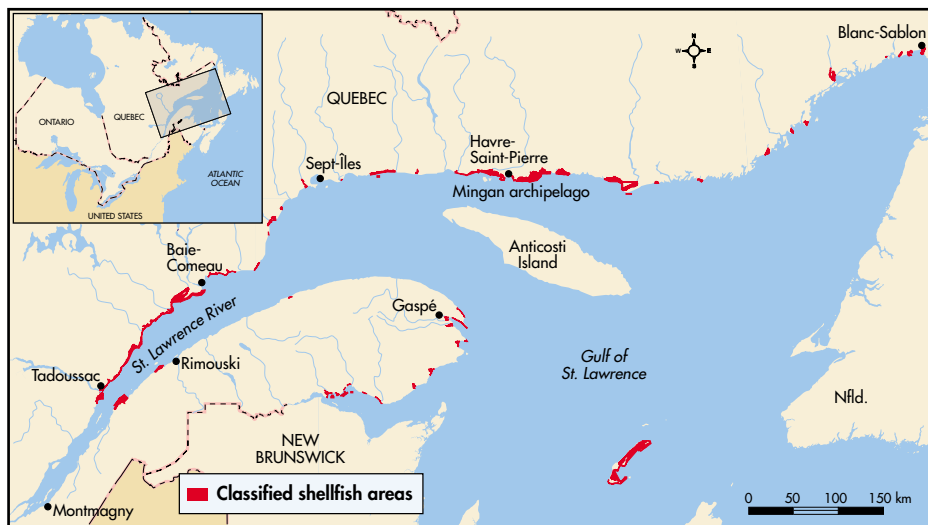 Blanc-Sablon
N
W E
S
ONTARIO
QUEBEC
ATLANTIC
OCEAN
UNITED STATES
QUEBEC
Sept-Îles
Havre-
Saint-Pierre
Mingan archipelago
Anticosti
Island
Baie-
Comeau
St. Lawrence River
Gaspé
Rimouski
Tadoussac
Gulf of
St. Lawrence
Nfld.
NEW
BRUNSWICK
Classified shellfish areas
Montmagny
0 50 100 150 km